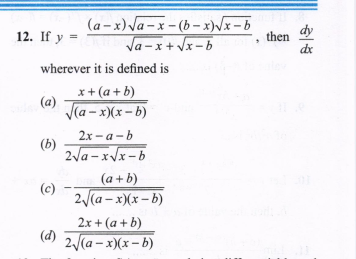 12. If y = \frac{(a-x)\sqrt{a-x}-(b-x)\sqrt{x-b}}{\sqrt{a-x}+\sqrt{x-b}}, then \frac{dy}{dx}
wherever it is defined is
(a) \frac{x+(a+b)}{\sqrt{(a-x)(x-b)}}
(b) \frac{2x-a-b}{2\sqrt{a-x}\sqrt{x-b}}
(c) -\frac{(a+b)}{2\sqrt{(a-x)(x-b)}}
(d) \frac{2x+(a+b)}{2\sqrt{(a-x)(x-b)}}